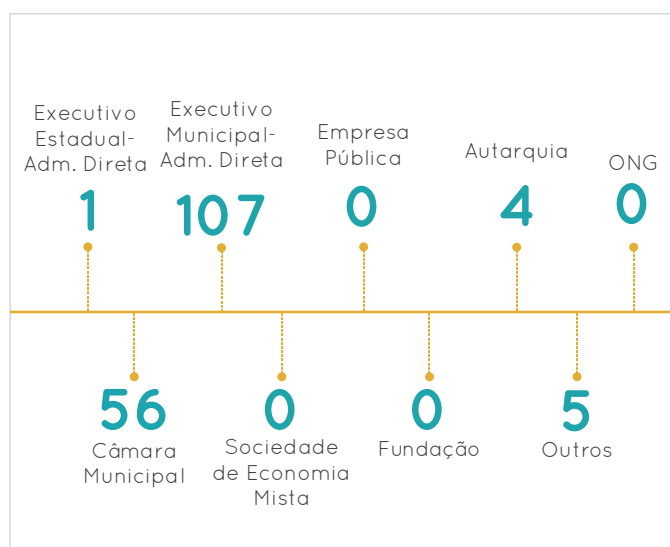 Executivo
Estadual-
Adm. Direta
1
Executivo
Municipal-
Adm. Direta
107
Empresa
Pública
0
Autarquia
4
ONG
0
56
Câmara
Municipal
0
Sociedade
de Economia
Mista
0
Fundação
5
Outros